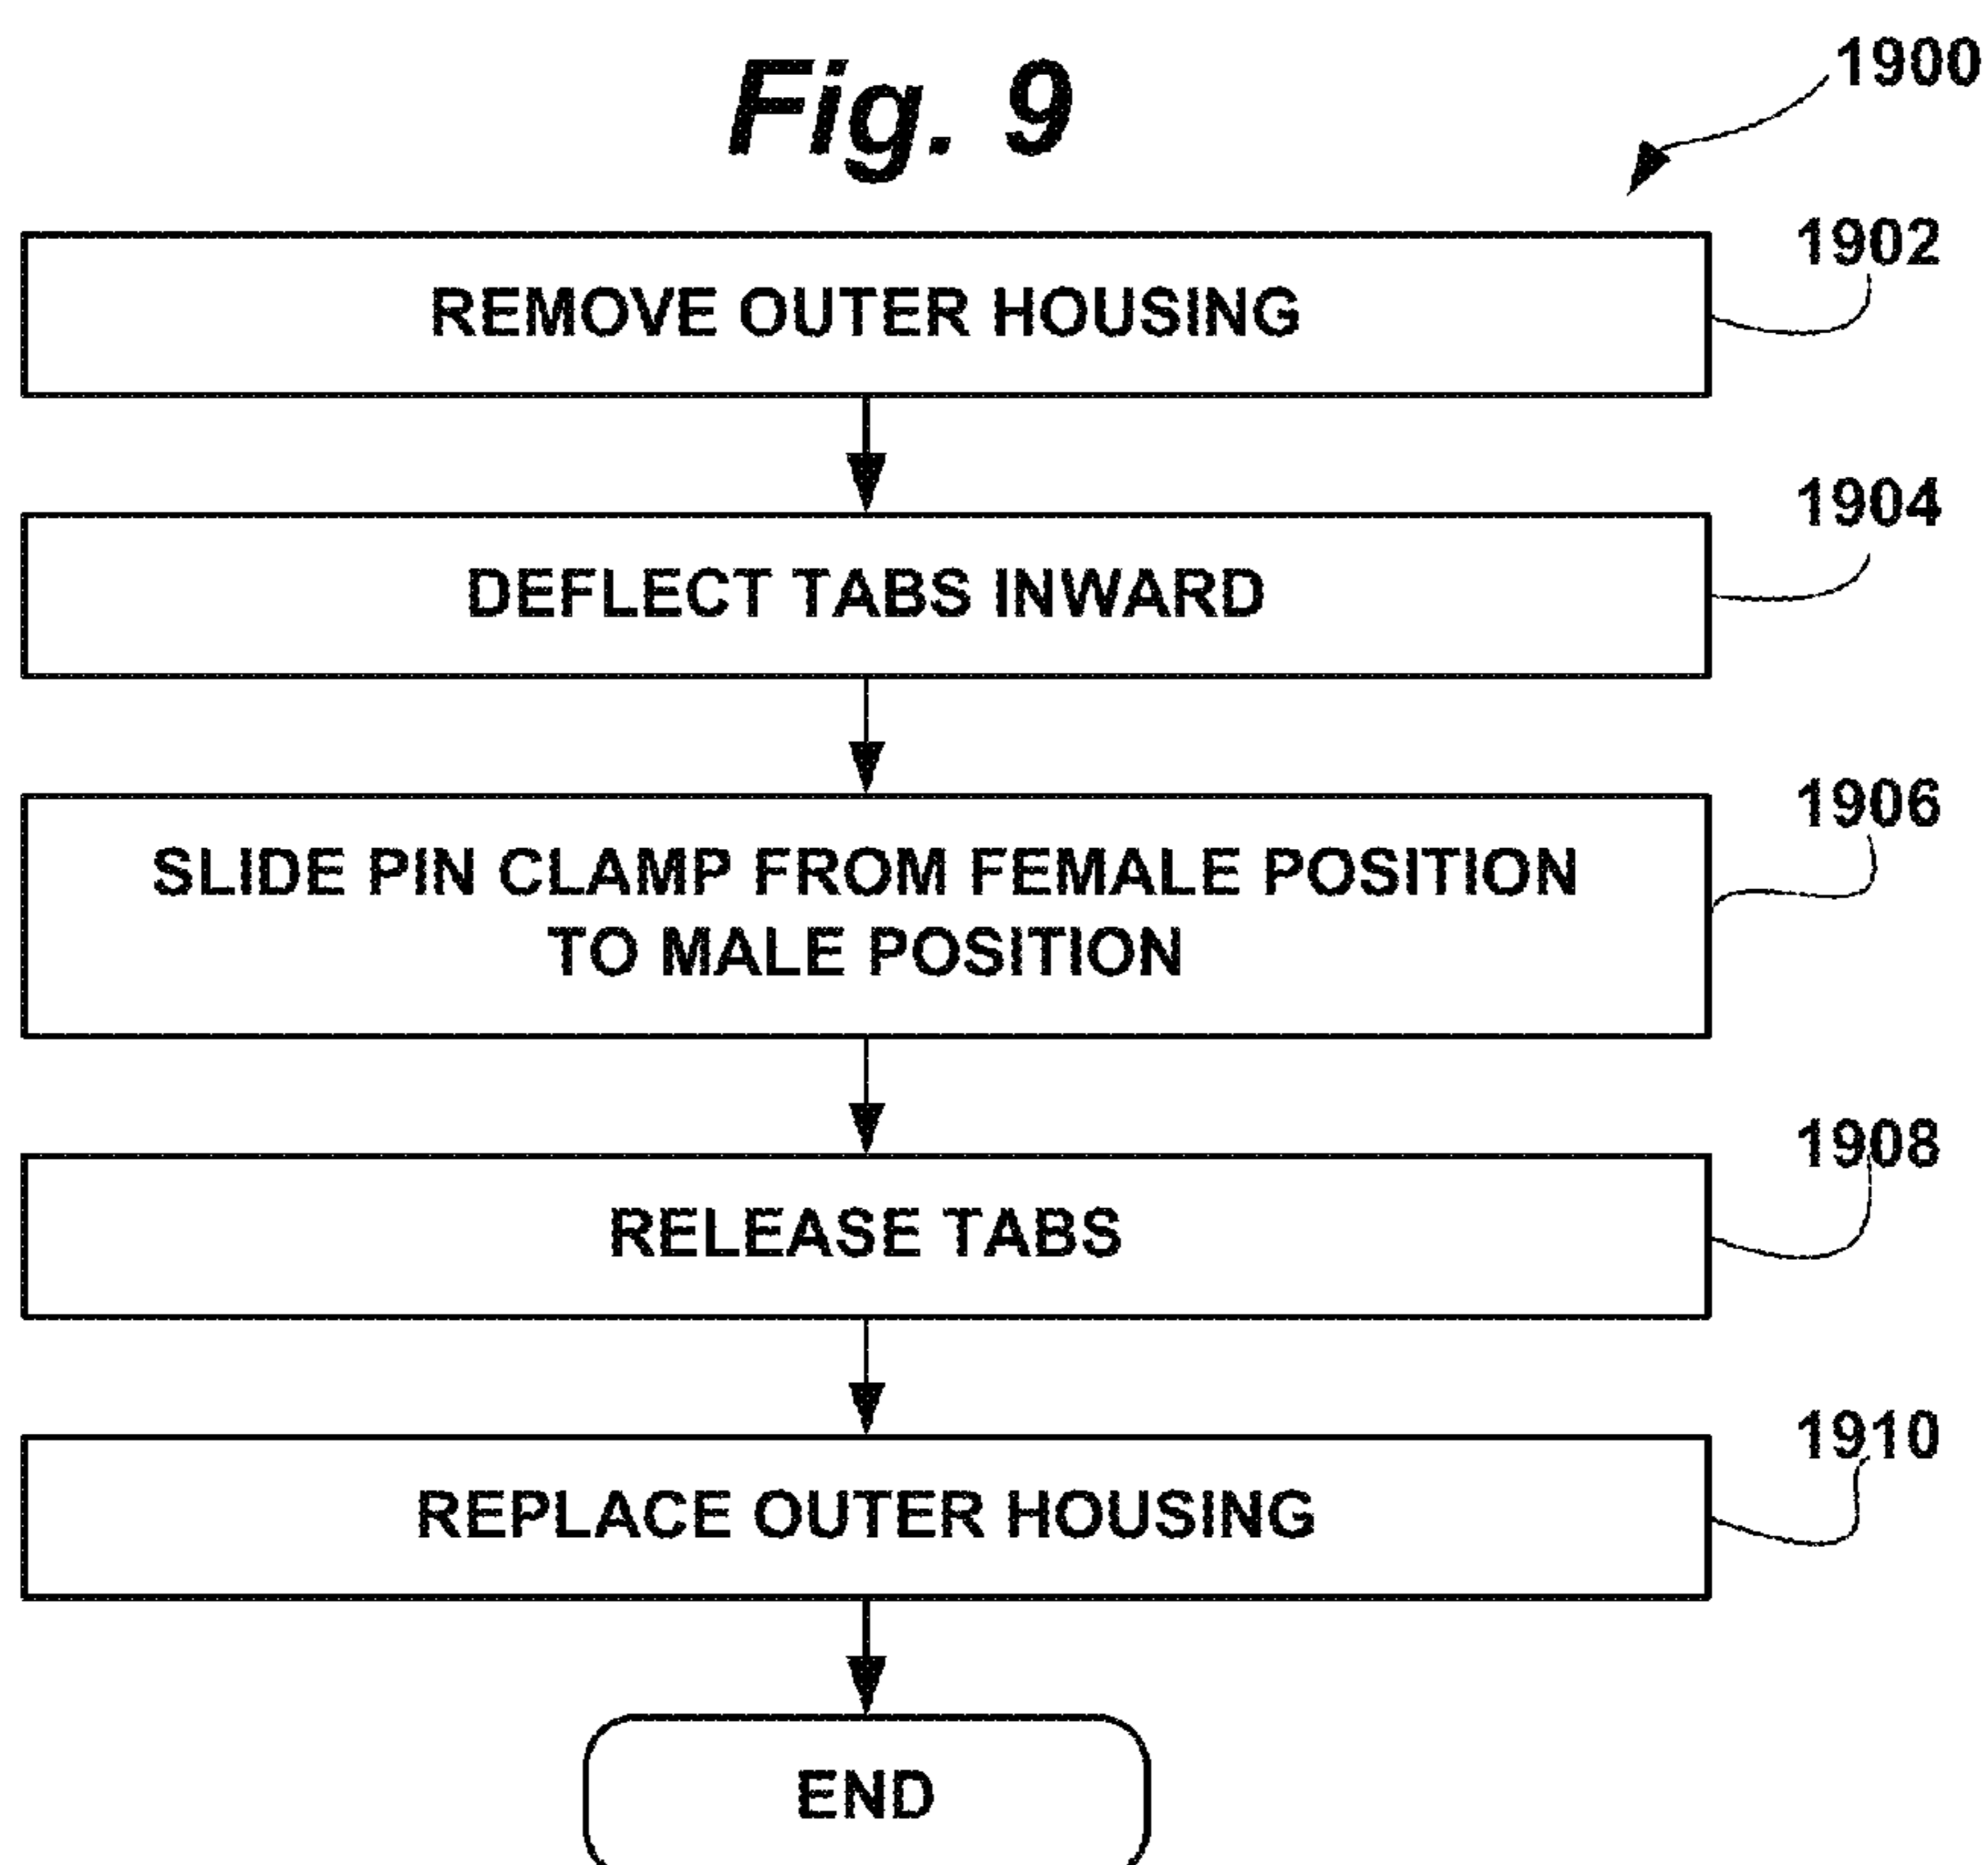 Fig. 9
1900
1902
REMOVE OUTER HOUSING
1904
DEFLECT TABS INWARD
1906
SLIDE PIN CLAMP FROM FEMALE POSITION
TO MALE POSITION
1908
RELEASE TABS
1910
REPLACE OUTER HOUSING
END